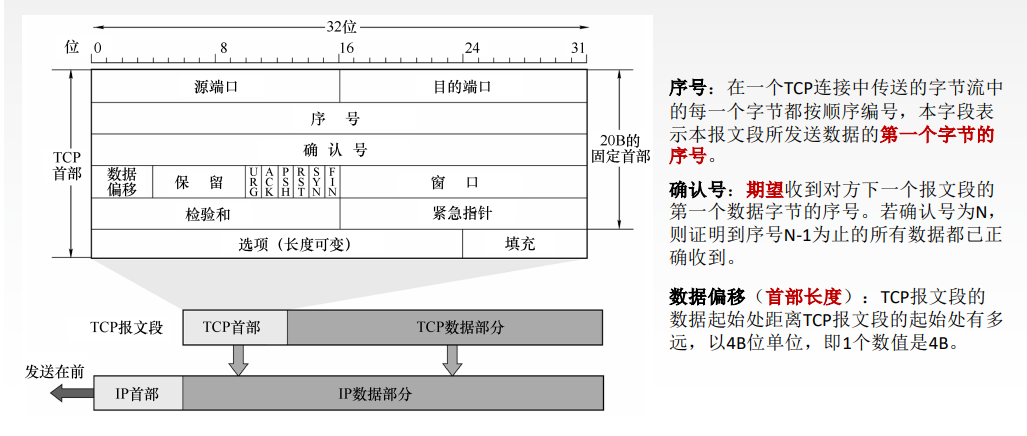 32位
位 0 8 16 24 31
源端口 目的端口
序 号
确 认 号
TCP
首部
20B的
固定首部
数据
偏移
保 留
URG ACK PSH RST SYN FIN
窗 口
检验和 紧急指针
选项（长度可变） 填充
TCP报文段 TCP首部 TCP数据部分
发送在前
IP首部 IP数据部分
序号：在一个TCP连接中传送的字节流中
的每一个字节都按顺序编号，本字段表
示本报文段所发送数据的第一个字节的
序号。
确认号：期望收到对方下一个报文段的
第一个数据字节的序号。若确认号为N，
则证明到序号N-1为止的所有数据都已正
确收到。
数据偏移（首部长度）：TCP报文段的
数据起始处距离TCP报文段的起始处有多
远，以4B位单位，即1个数值是4B。